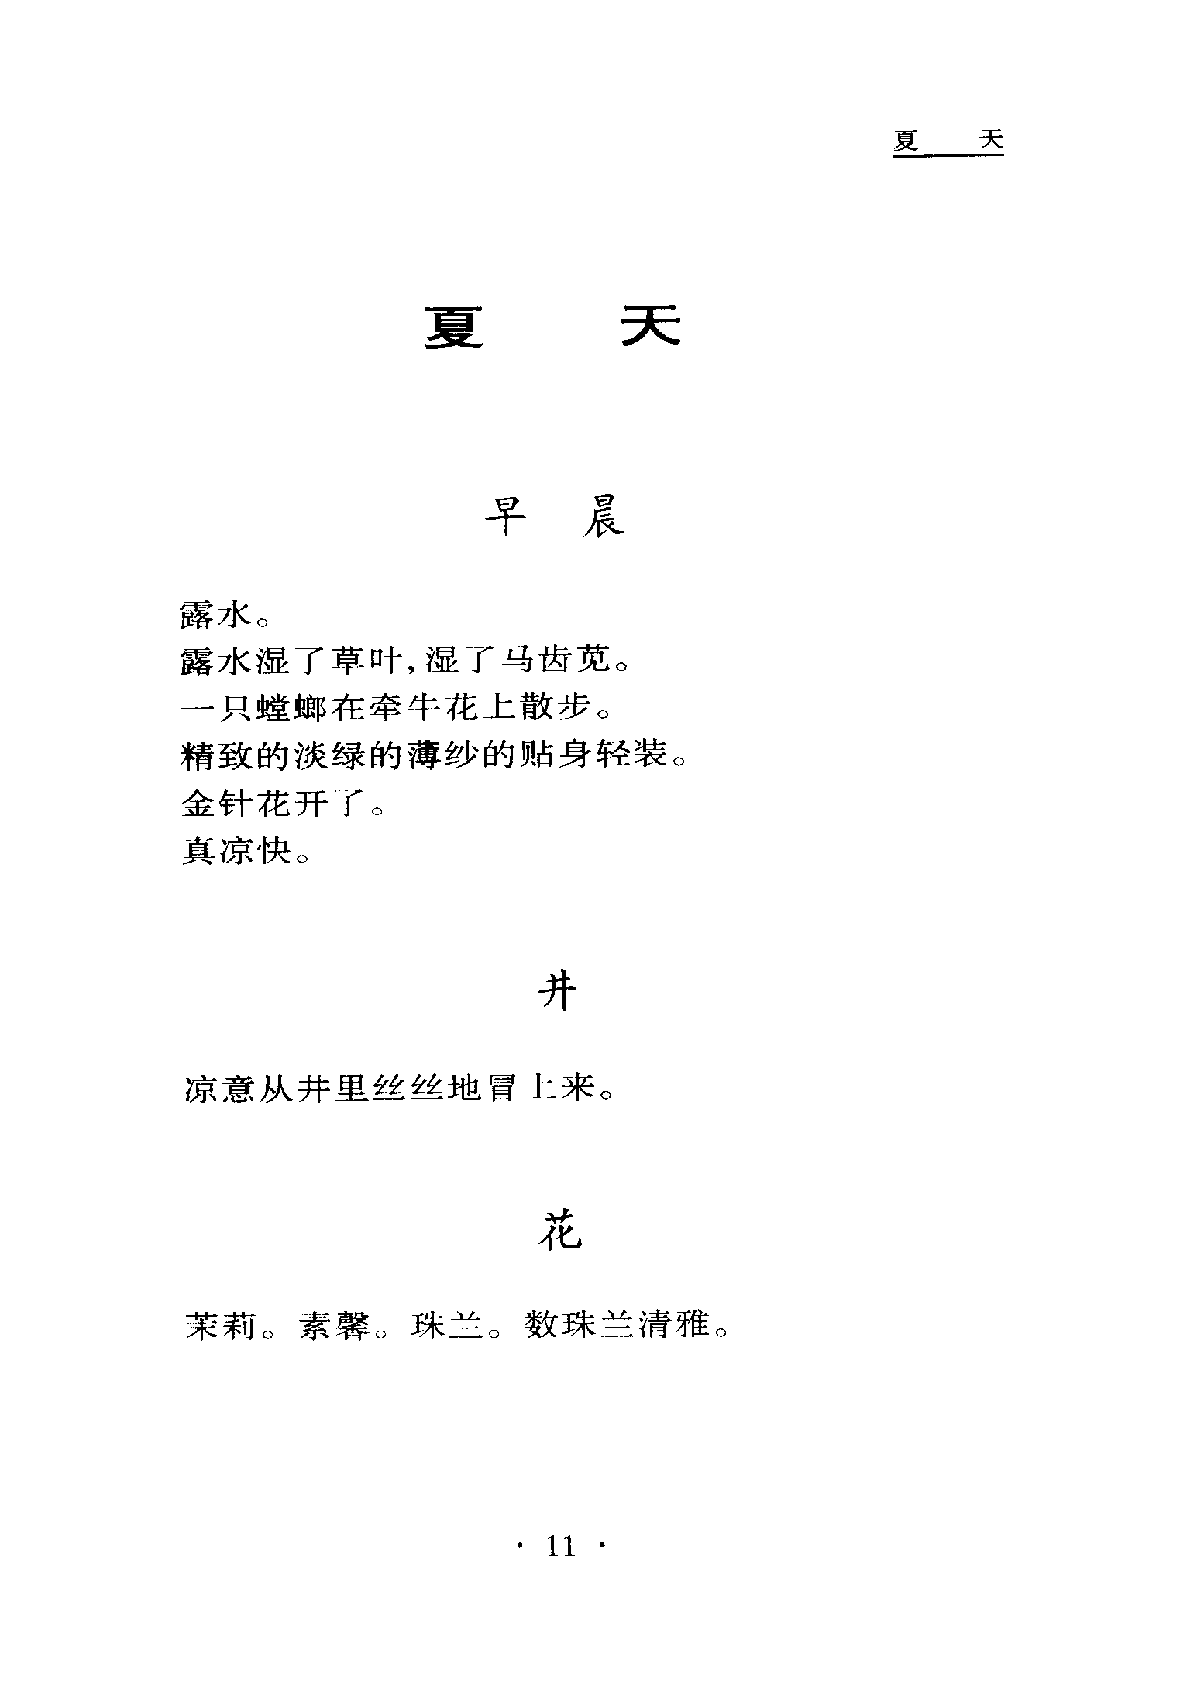 夏 天
夏 天
早 晨
露水。
露水湿了草叶,湿了马齿苋。
一只螳螂在牵牛花上散步。
精致的淡绿的薄纱的贴身轻装。
金针花开了。
真凉快。
井
凉意从井里丝丝地冒上来。
花
茉莉。素馨。珠兰。数珠兰清雅。
· 11 ·